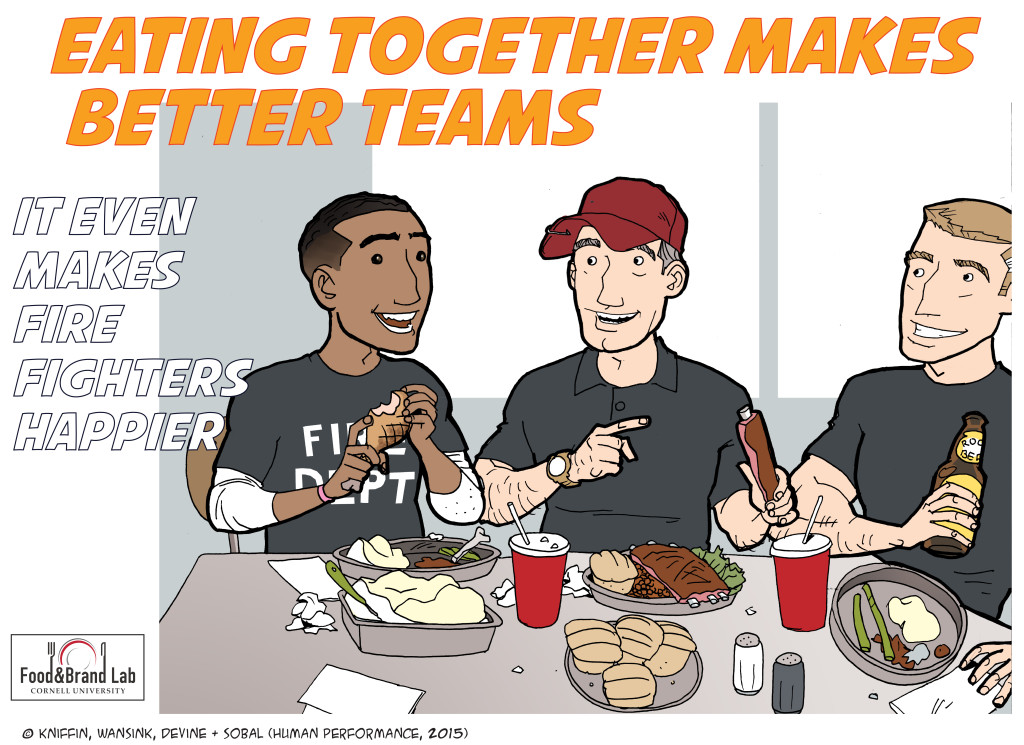 EATING TOGETHER MAKES
BETTER TEAMS
IT EVEN
MAKES
FIRE
FIGHTERS
HAPPIER
DEPT
Food&Brand Lab
CORNELL UNIVERSITY
© KNIFFIN, WANSINK, DEVINE + SOBAL (HUMAN PERFORMANCE, 2015)